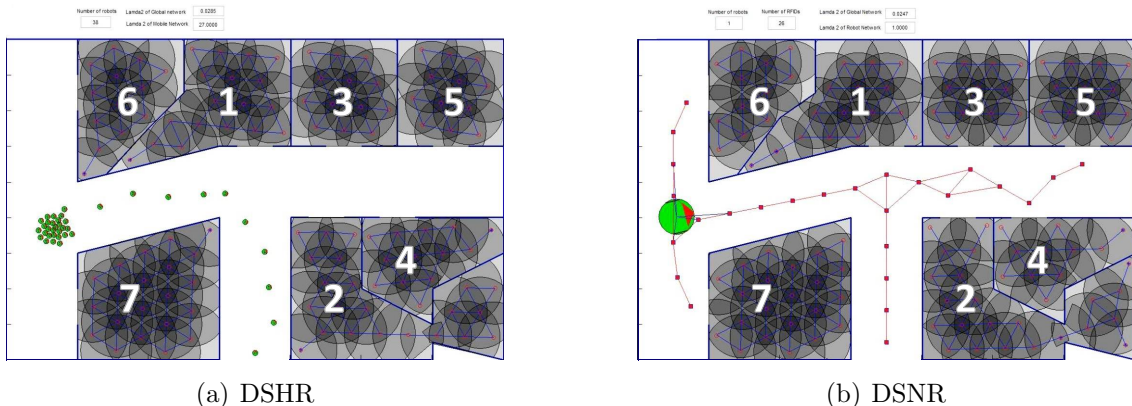 Number of robots
Lamda2 of Global network
0.0205
30
Lamda 2 of Mobile Network
27.0000
6
1
3
5
7
2
4
(a) DSHR
Number of robots
Number of RFIDs
Lamda 2 of Global Network
0.0247
1
26
Lamda 2 of Robot Network
1.0000
6
1
3
5
7
2
4
(b) DSNR